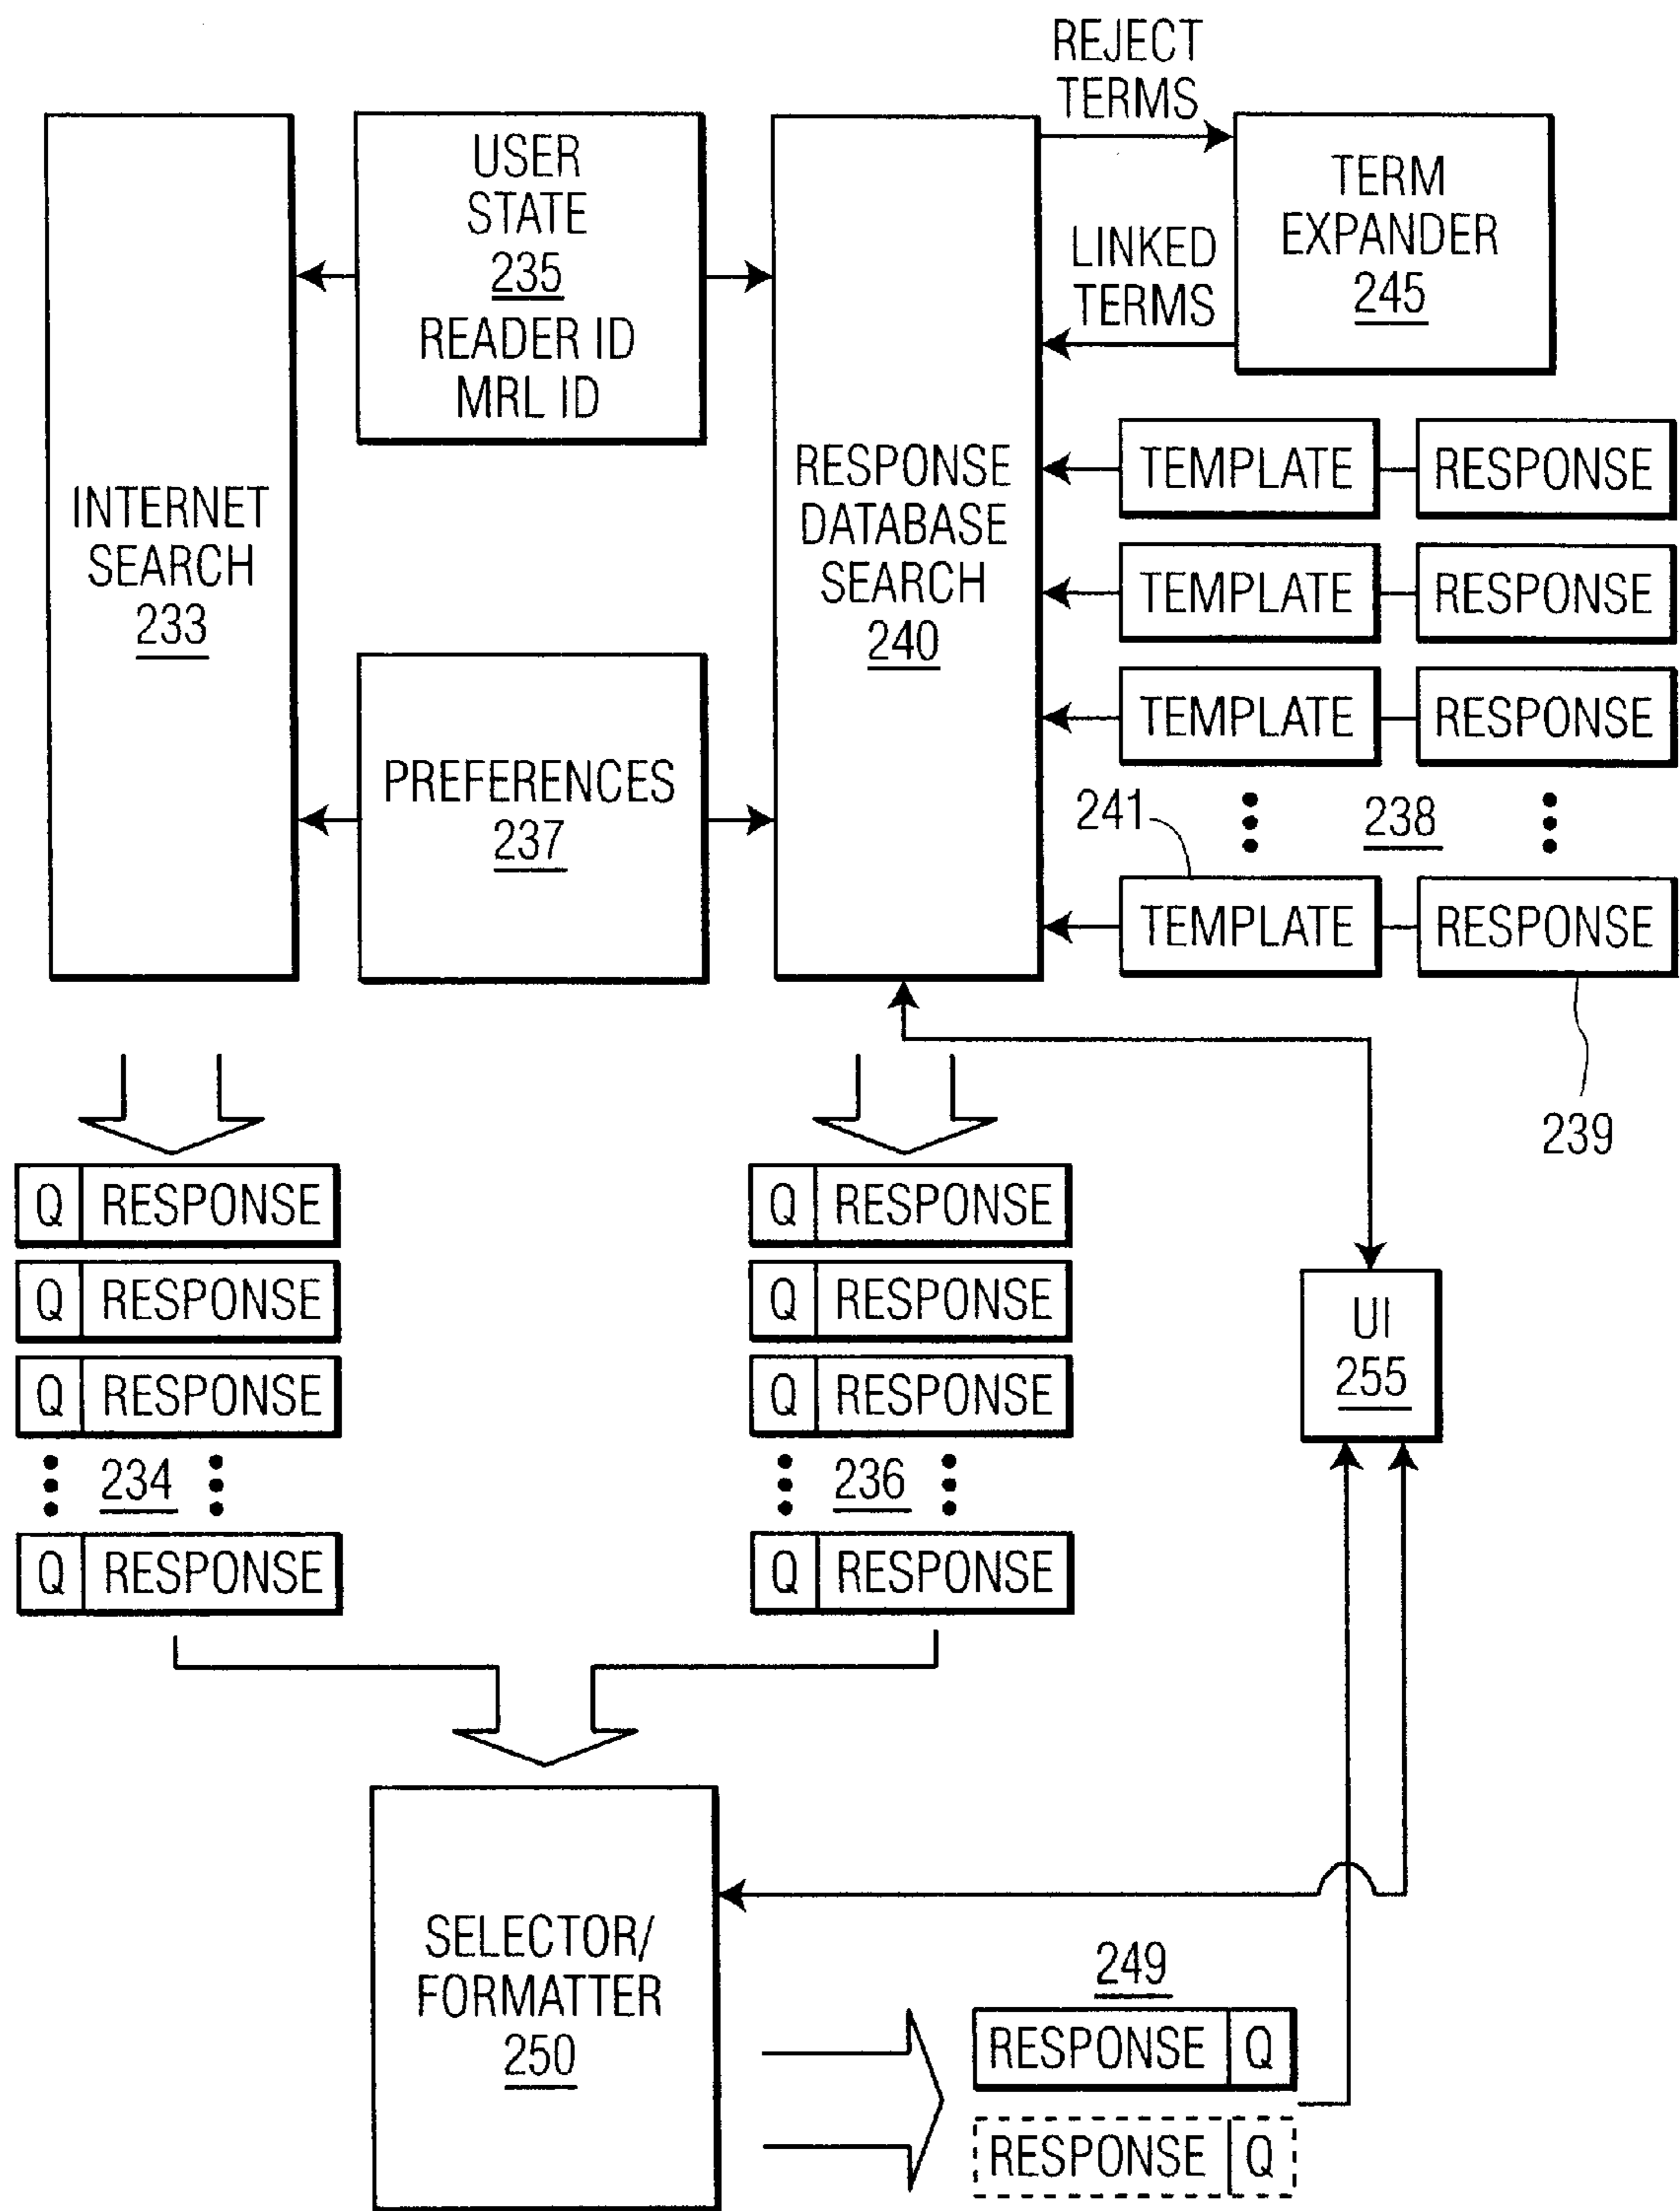 REJECT
TERMS
USER
STATE
235
READER ID
MRL ID
TERM
EXPANDER
245
LINKED
TERMS
INTERNET
SEARCH
233
RESPONSE
DATABASE
SEARCH
240
TEMPLATE
RESPONSE
TEMPLATE
RESPONSE
TEMPLATE
RESPONSE
PREFERENCES
237
241
238
TEMPLATE
RESPONSE
239
Q RESPONSE
Q RESPONSE
Q RESPONSE
234
Q RESPONSE
Q RESPONSE
Q RESPONSE
Q RESPONSE
236
Q RESPONSE
UI
255
SELECTOR/
FORMATTER
250
249
RESPONSE Q
RESPONSE Q